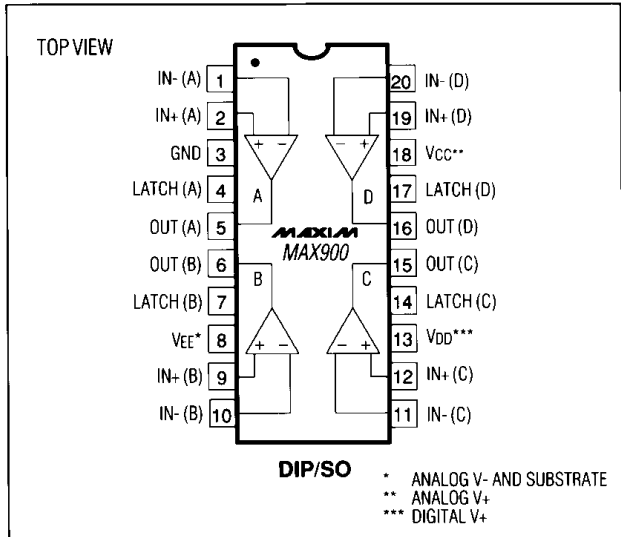 TOP VIEW
IN- (A) 1
20 IN- (D)
IN+ (A) 2
19 IN+ (D)
GND 3
18 VCC**
LATCH (A) 4
17 LATCH (D)
OUT (A) 5
16 OUT (D)
OUT (B) 6
15 OUT (C)
LATCH (B) 7
14 LATCH (C)
VEE* 8
13 VDD***
IN+ (B) 9
12 IN+ (C)
IN- (B) 10
11 IN- (C)
+ -
- +
A
D
MAXIM
MAX900
B
C
+ -
- +
DIP/SO
* ANALOG V- AND SUBSTRATE
** ANALOG V+
*** DIGITAL V+